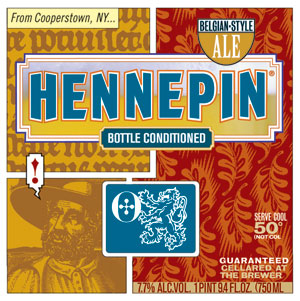 From Cooperstown, NY...
BELGIAN-STYLE
ALE
HENNEPIN®
BOTTLE CONDITIONED
O
SERVE COOL
50°
(NOT COL
GUARANTEED
CELLARED AT
THE BREWER
7.7% ALC.VOL. 1 PINT 9.4 FL.OZ. (750 ML)